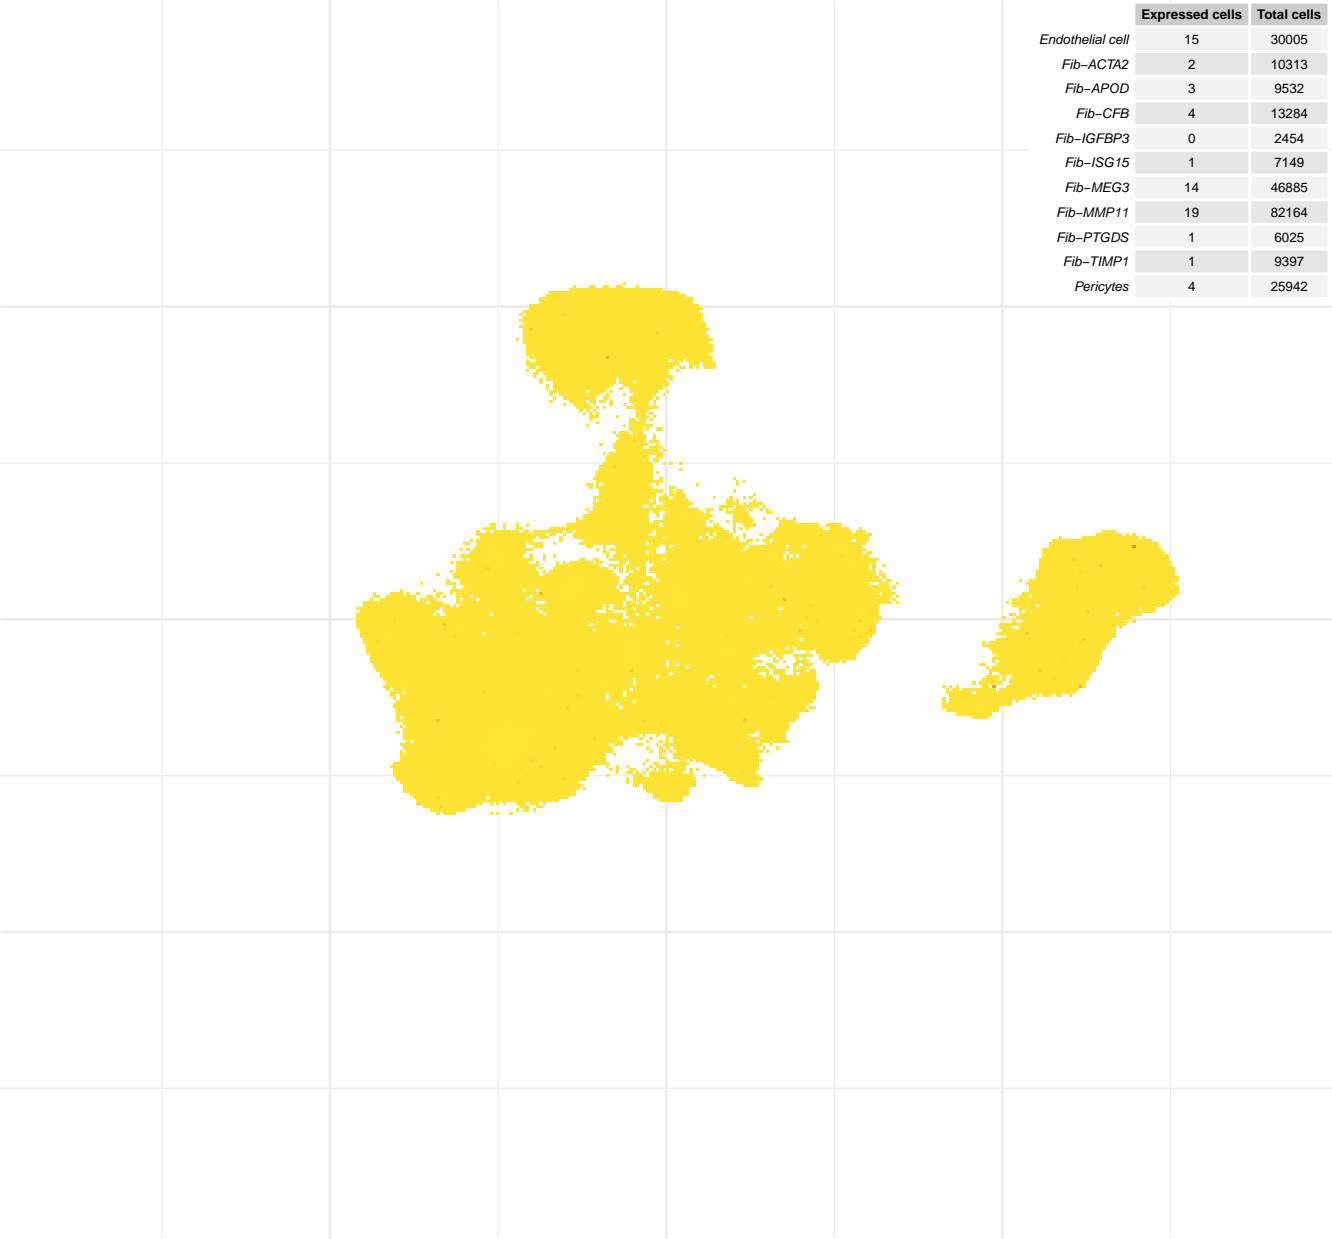 Expressed cells Total cells
Endothelial cell 15 30005
Fib−ACTA2 2 10313
Fib−APOD 3 9532
Fib−CFB 4 13284
Fib−IGFBP3 0 2454
Fib−ISG15 1 7149
Fib−MEG3 14 46885
Fib−MMP11 19 82164
Fib−PTGDS 1 6025
Fib−TIMP1 1 9397
Pericytes 4 25942